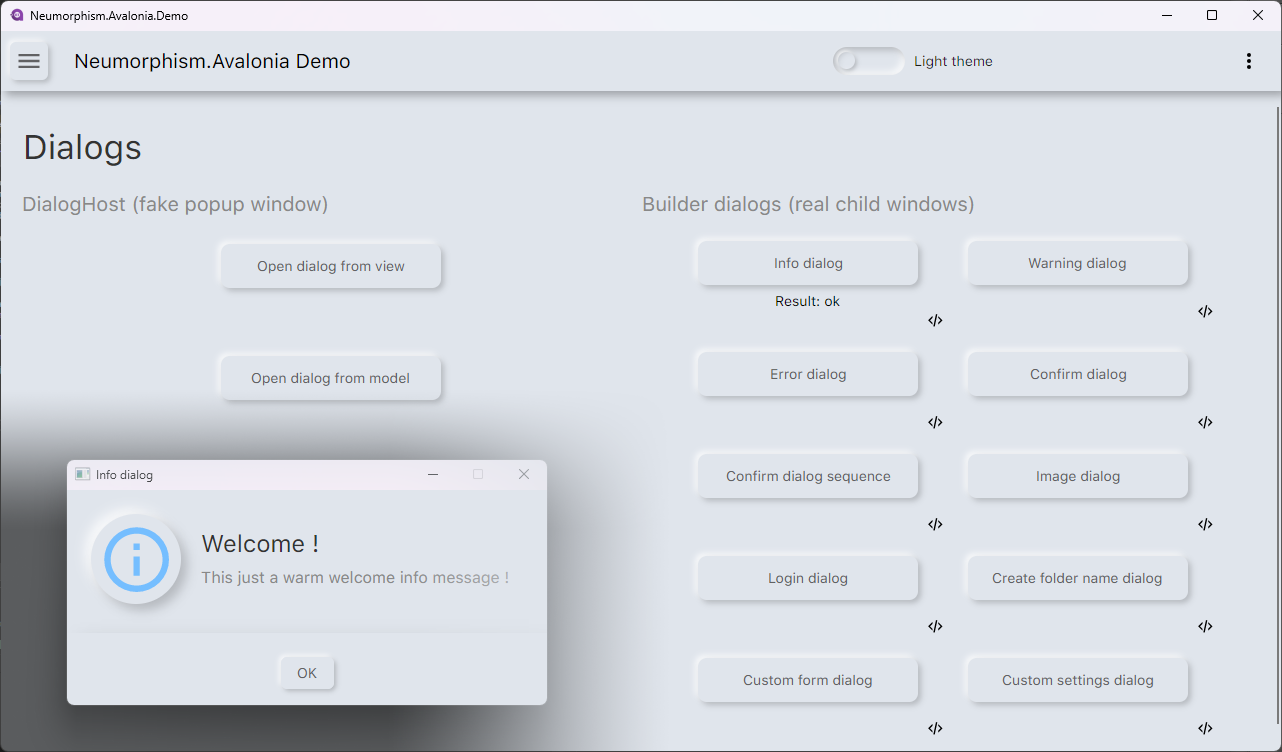 Neumorphism.Avalonia.Demo
Neumorphism.Avalonia Demo
Light theme
Dialogs
DialogHost (fake popup window)
Open dialog from view
Open dialog from model
Builder dialogs (real child windows)
Info dialog
Warning dialog
Result: ok
</>
</>
Error dialog
Confirm dialog
</>
</>
Confirm dialog sequence
Image dialog
</>
</>
Login dialog
Create folder name dialog
</>
</>
Custom form dialog
Custom settings dialog
</>
</>
Info dialog
Welcome !
This just a warm welcome info message !
OK